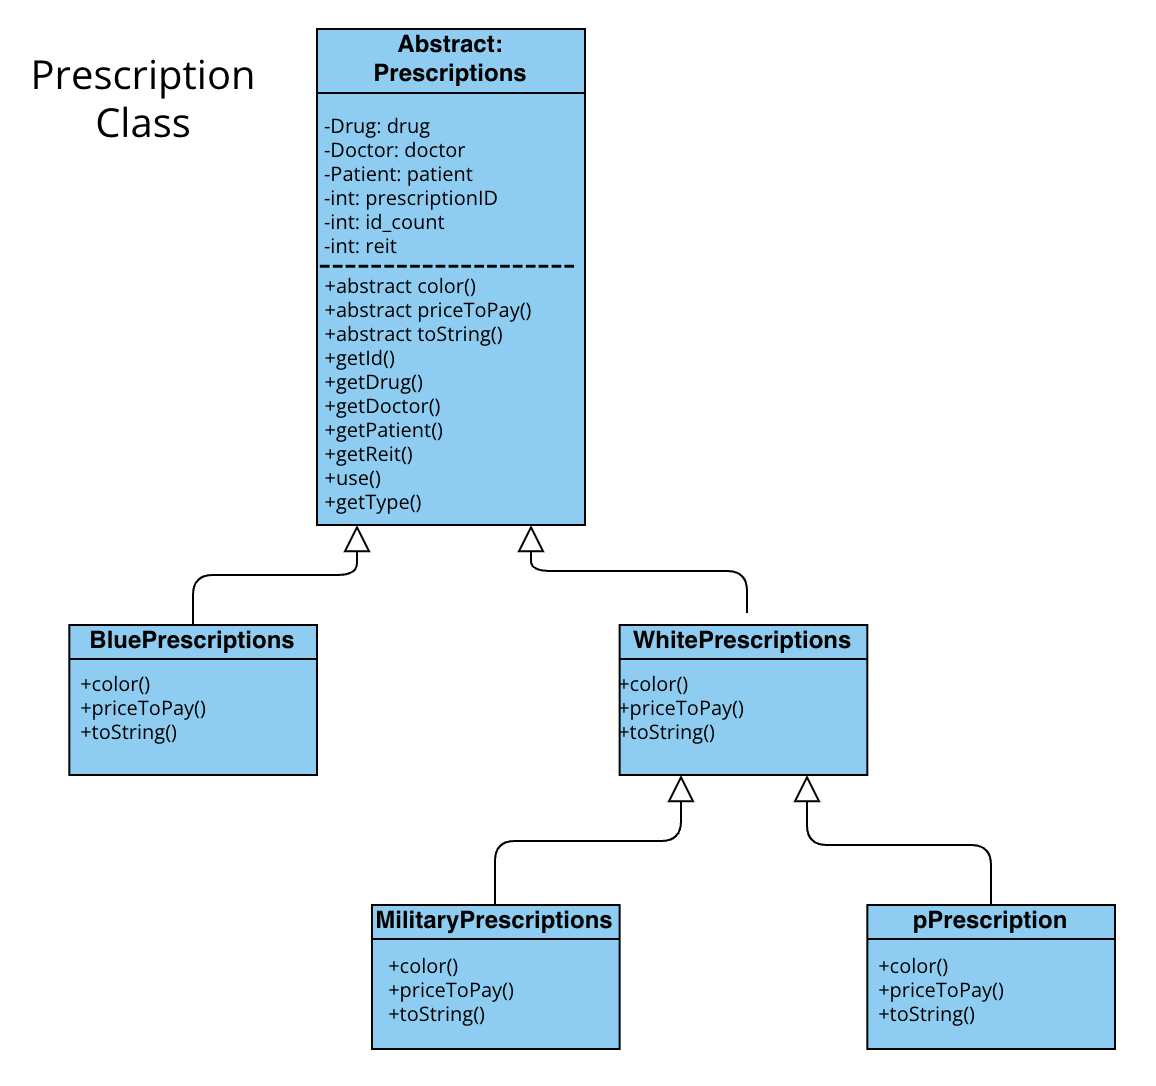 Prescription
Class
Abstract:
Prescriptions
-Drug: drug
-Doctor: doctor
-Patient: patient
-int: prescriptionID
-int: id_count
-int: reit
+abstract color()
+abstract priceToPay()
+abstract toString()
+getId()
+getDrug()
+getDoctor()
+getPatient()
+getReit()
+use()
+getType()
BluePrescriptions
+color()
+priceToPay()
+toString()
WhitePrescriptions
+color()
+priceToPay()
+toString()
MilitaryPrescriptions
+color()
+priceToPay()
+toString()
pPrescription
+color()
+priceToPay()
+toString()